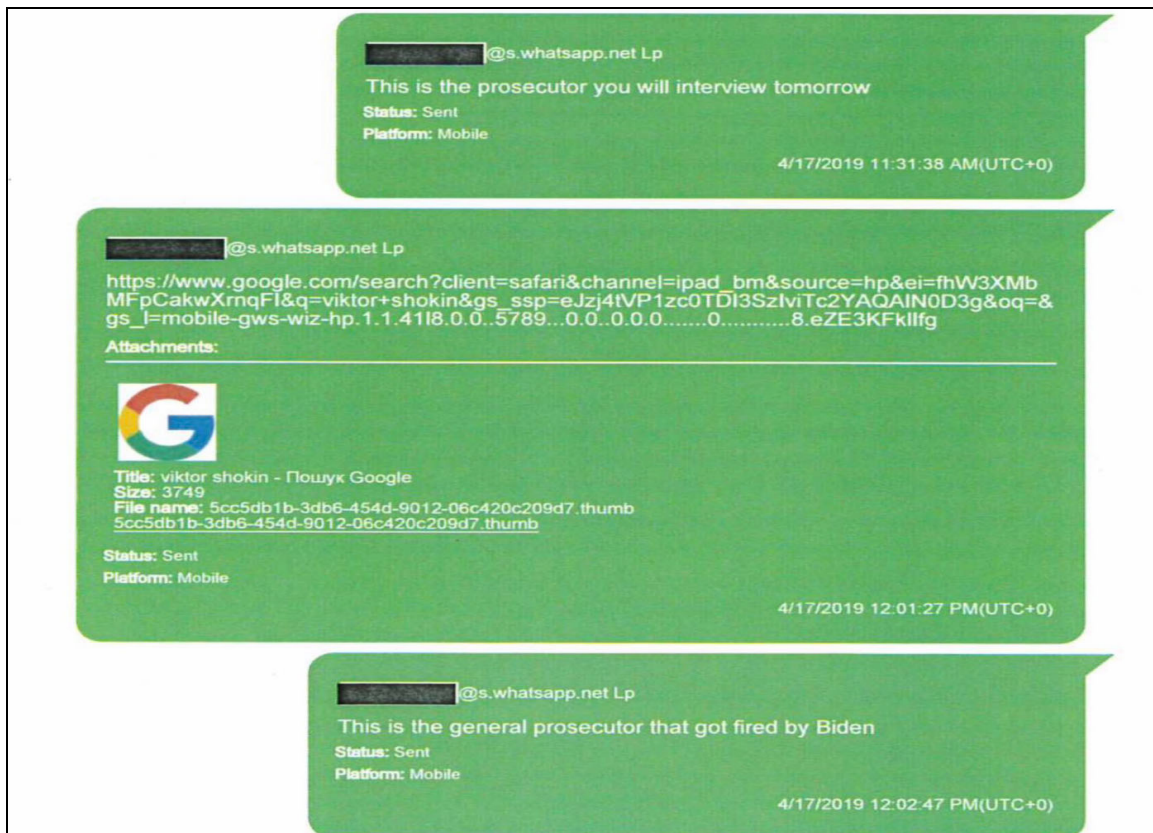 @s.whatsapp.net Lp
This is the prosecutor you will interview tomorrow
Status: Sent
Platform: Mobile
4/17/2019 11:31:38 AM(UTC+0)
@s.whatsapp.net Lp
https://www.google.com/search?client=safari&channel=ipad_bm&source=hp&ei=fhW3XMb
MFpCakwXrnqFI&q=viktor+shokin&gs_ssp=eJzj4tVP1zc0TDI3SzIviTc2YAQAIN0D3g&oq=&
gs_l=mobile-gws-wiz-hp.1.1.41l8.0.0..5789...0.0..0.0.0.......0...........8.eZE3KFkIlfg
Attachments:
Title: viktor shokin - Пошук Google
Size: 3749
File name: 5cc5db1b-3db6-454d-9012-06c420c209d7.thumb
5cc5db1b-3db6-454d-9012-06c420c209d7.thumb
Status: Sent
Platform: Mobile
4/17/2019 12:01:27 PM(UTC+0)
@s.whatsapp.net Lp
This is the general prosecutor that got fired by Biden
Status: Sent
Platform: Mobile
4/17/2019 12:02:47 PM(UTC+0)